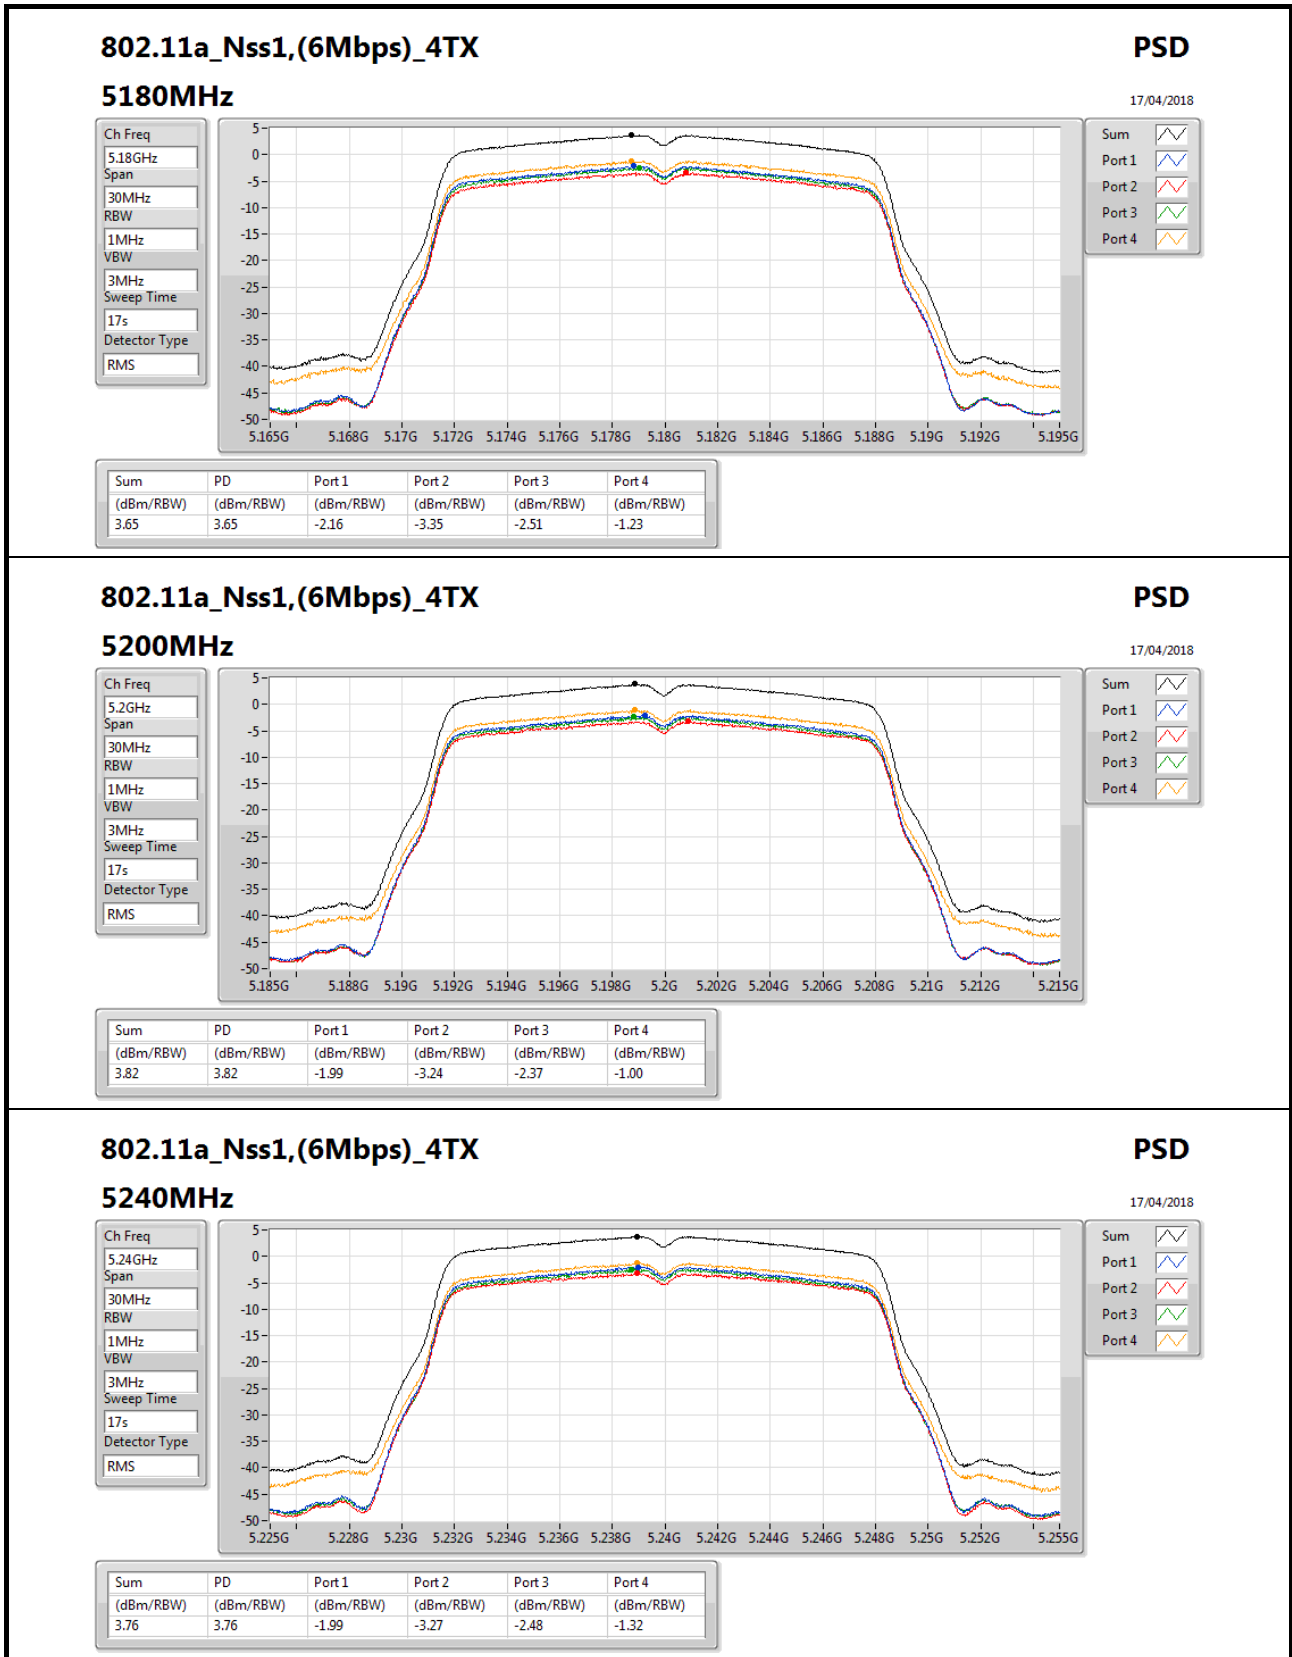 802.11a_Nss1,(6Mbps)_4TX PSD
5180MHz 17/04/2018
Ch Freq
5.18GHz
Span
30MHz
RBW
1MHz
VBW
3MHz
Sweep Time
17s
Detector Type
RMS
5
0
-5
-10
-15
-20
-25
-30
-35
-40
-45
-50
5.165G 5.168G 5.17G 5.172G 5.174G 5.176G 5.178G 5.18G 5.182G 5.184G 5.186G 5.188G 5.19G 5.192G 5.195G
Sum
Port 1
Port 2
Port 3
Port 4
Sum PD Port 1 Port 2 Port 3 Port 4
(dBm/RBW) (dBm/RBW) (dBm/RBW) (dBm/RBW) (dBm/RBW) (dBm/RBW)
3.65 3.65 -2.16 -3.35 -2.51 -1.23
802.11a_Nss1,(6Mbps)_4TX PSD
5200MHz 17/04/2018
Ch Freq
5.2GHz
Span
30MHz
RBW
1MHz
VBW
3MHz
Sweep Time
17s
Detector Type
RMS
5
0
-5
-10
-15
-20
-25
-30
-35
-40
-45
-50
5.185G 5.188G 5.19G 5.192G 5.194G 5.196G 5.198G 5.2G 5.202G 5.204G 5.206G 5.208G 5.21G 5.212G 5.215G
Sum
Port 1
Port 2
Port 3
Port 4
Sum PD Port 1 Port 2 Port 3 Port 4
(dBm/RBW) (dBm/RBW) (dBm/RBW) (dBm/RBW) (dBm/RBW) (dBm/RBW)
3.82 3.82 -1.99 -3.24 -2.37 -1.00
802.11a_Nss1,(6Mbps)_4TX PSD
5240MHz 17/04/2018
Ch Freq
5.24GHz
Span
30MHz
RBW
1MHz
VBW
3MHz
Sweep Time
17s
Detector Type
RMS
5
0
-5
-10
-15
-20
-25
-30
-35
-40
-45
-50
5.225G 5.228G 5.23G 5.232G 5.234G 5.236G 5.238G 5.24G 5.242G 5.244G 5.246G 5.248G 5.25G 5.252G 5.255G
Sum
Port 1
Port 2
Port 3
Port 4
Sum PD Port 1 Port 2 Port 3 Port 4
(dBm/RBW) (dBm/RBW) (dBm/RBW) (dBm/RBW) (dBm/RBW) (dBm/RBW)
3.76 3.76 -1.99 -3.27 -2.48 -1.32